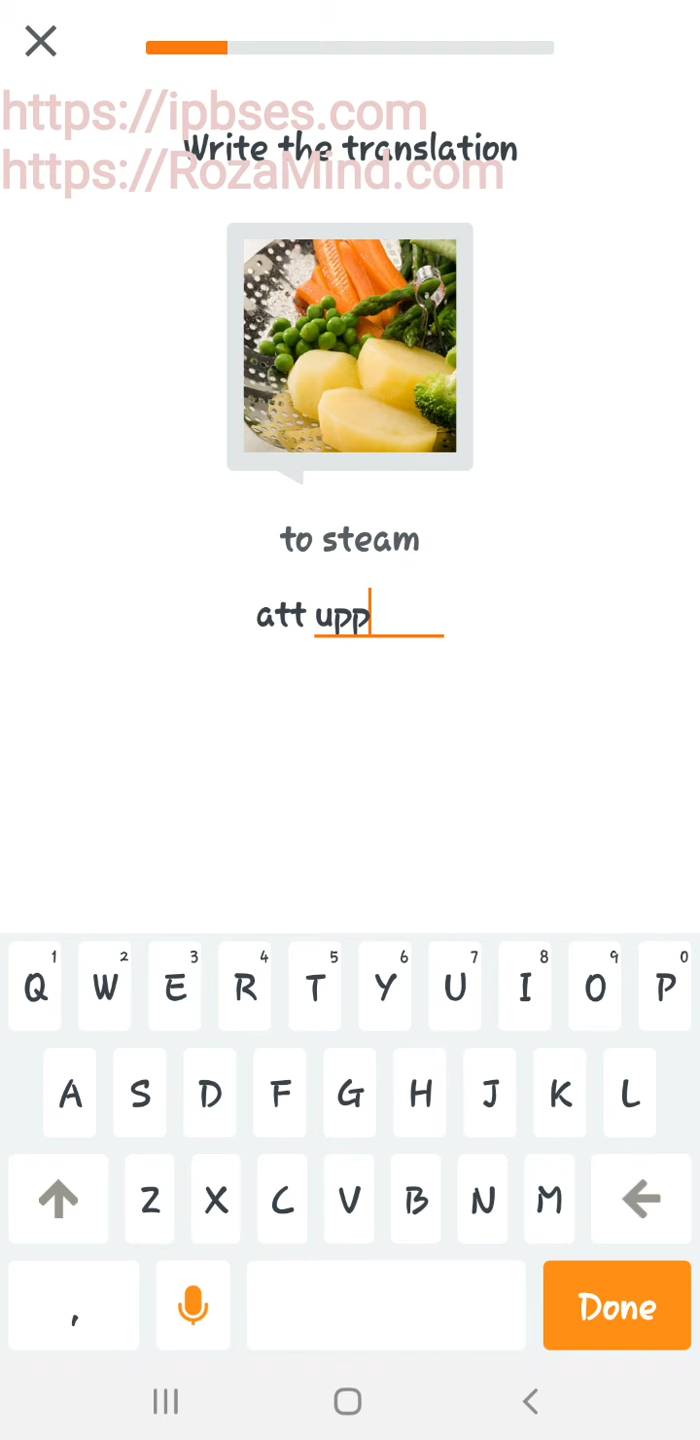 https://ipbses.com
Write the translation
https://RozaMind.com
to steam
att upp
1 2 3 4 5 6 7 8 9 0
Q W E R T Y U I O P
A S D F G H J K L
Z X C V B N M
, Done